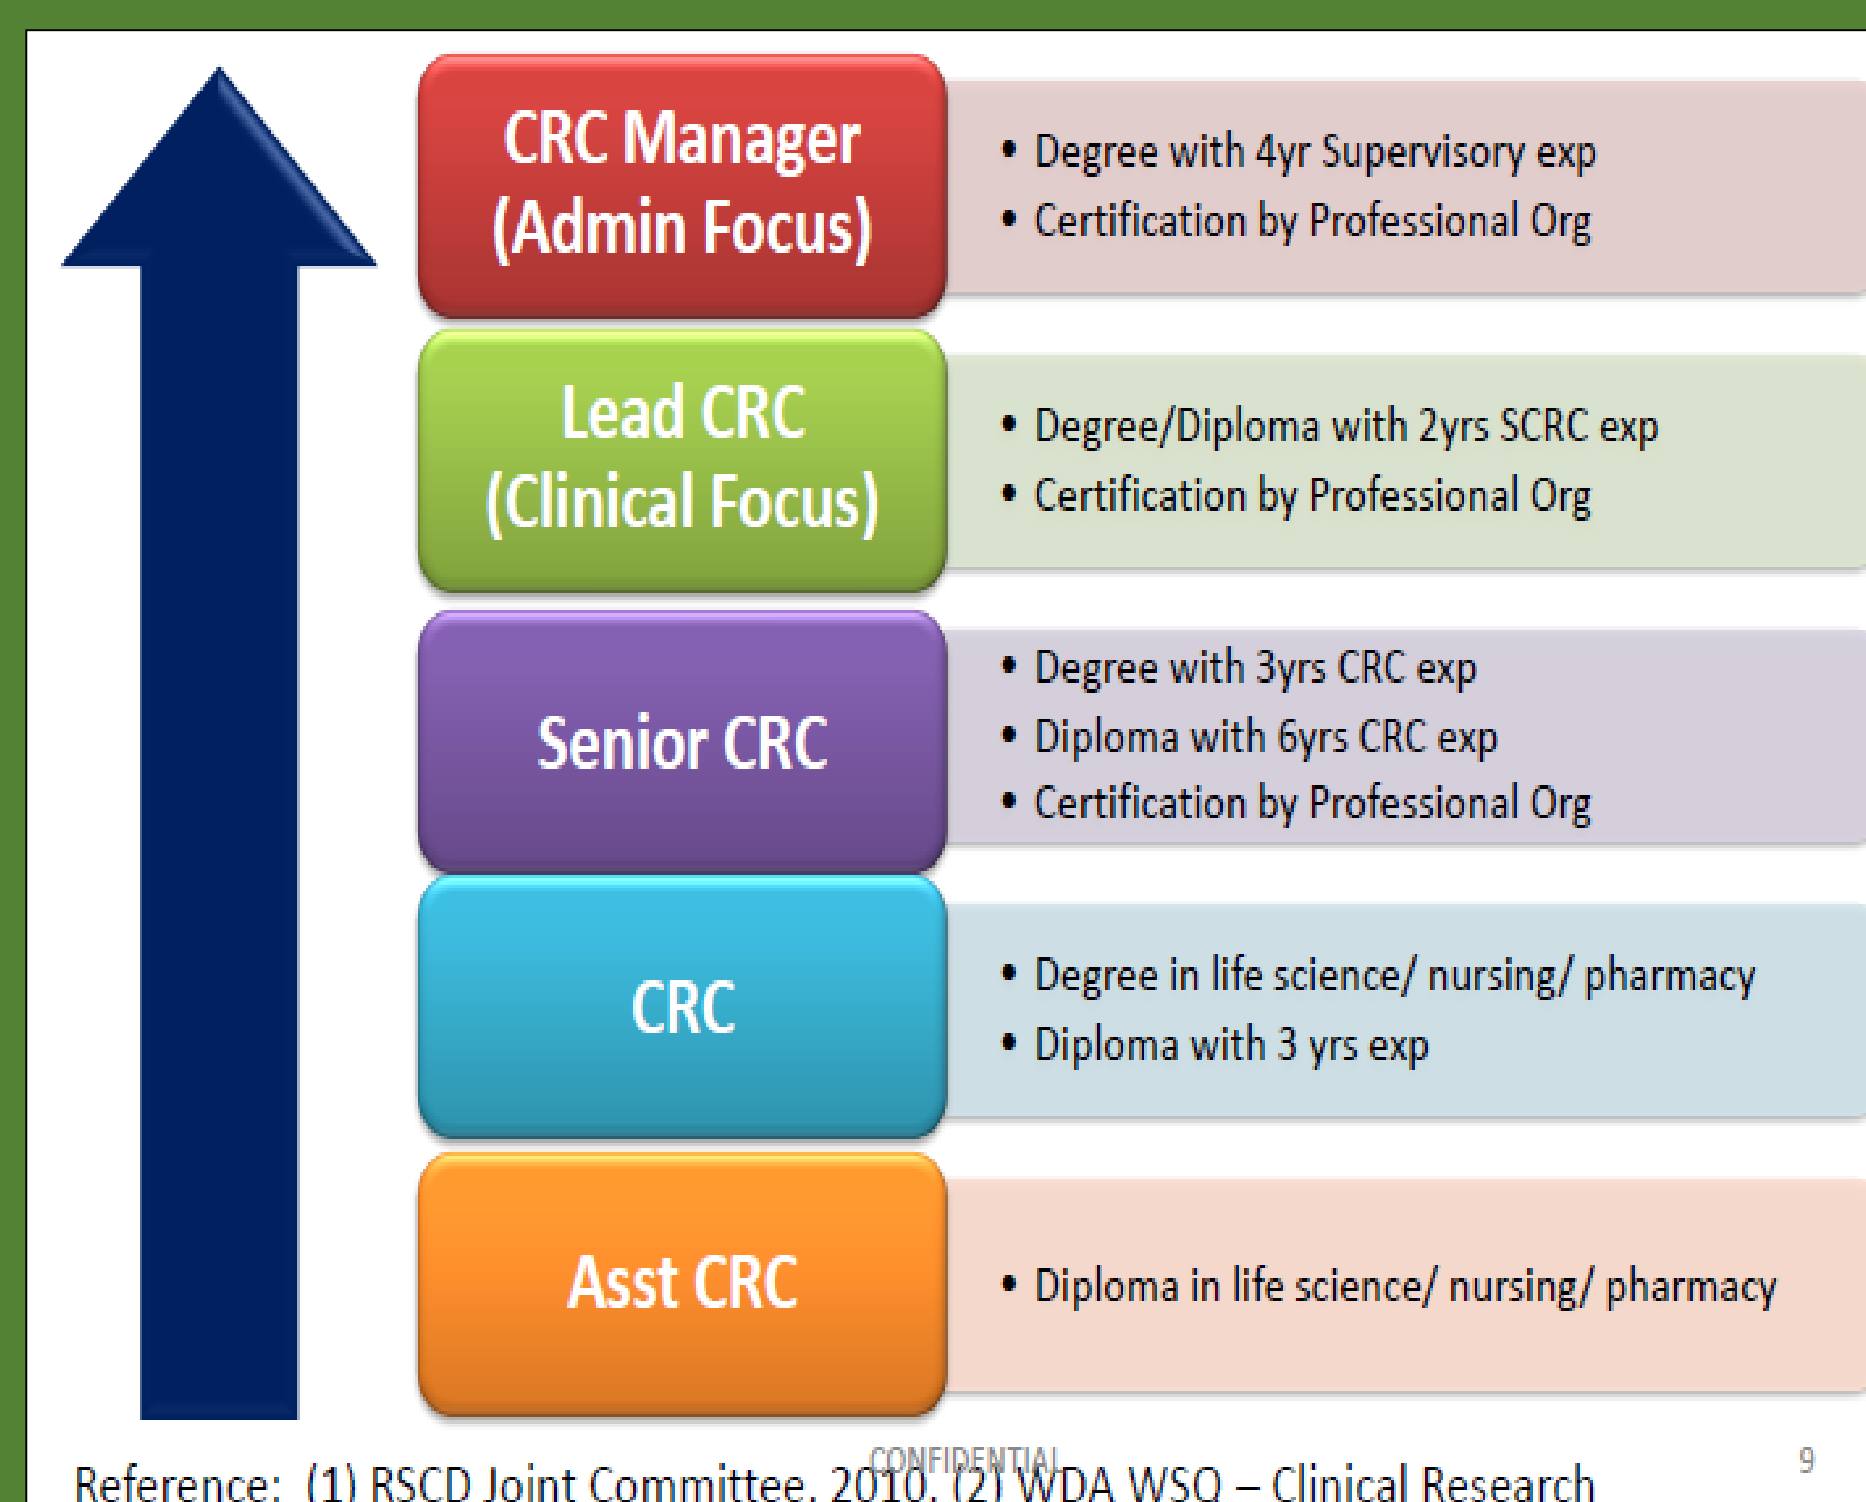 CRC Manager
(Admin Focus)
• Degree with 4yr Supervisory exp
• Certification by Professional Org
Lead CRC
(Clinical Focus)
• Degree/Diploma with 2yrs SCRC exp
• Certification by Professional Org
Senior CRC
• Degree with 3yrs CRC exp
• Diploma with 6yrs CRC exp
• Certification by Professional Org
CRC
• Degree in life science/ nursing/ pharmacy
• Diploma with 3 yrs exp
Asst CRC
• Diploma in life science/ nursing/ pharmacy
CONFIDENTIAL
9
Reference: (1) RSCD Joint Committee, 2010. (2) WDA WSQ – Clinical Research